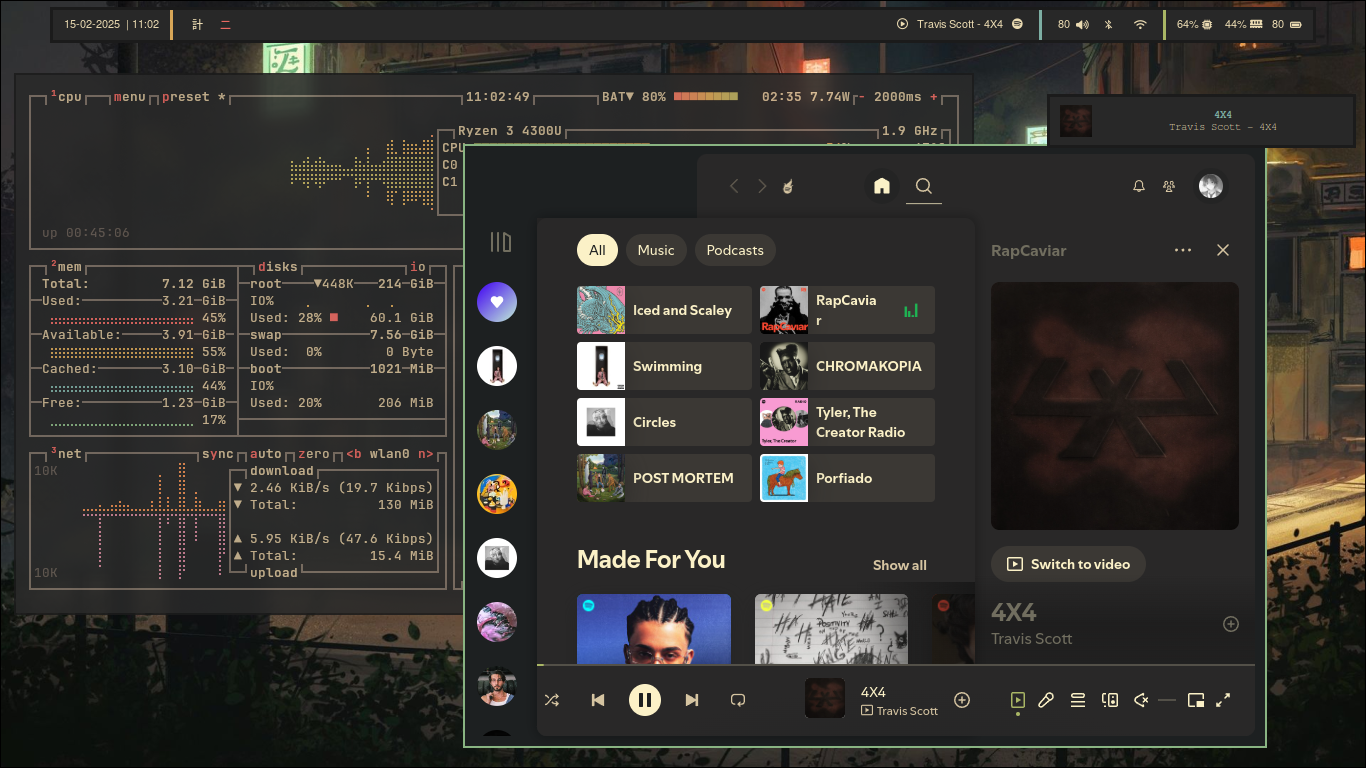 15-02-2025 | 11:02
計 二
Travis Scott - 4X4
80
64% 44% 80
¹cpu menu preset * 11:02:49 BAT▼ 80% 02:35 7.74W - 2000ms +
Ryzen 3 4300U 1.9 GHz
CPU
C0
C1
up 00:45:06
4X4
Travis Scott - 4X4
²mem
Total: 7.12 GiB
Used: 3.21 GiB
45%
Available: 3.91 GiB
55%
Cached: 3.10 GiB
44%
Free: 1.23 GiB
17%
disks io
root ▼448K 214 GiB
IO%
Used: 28% 60.1 GiB
swap 7.56 GiB
Used: 0% 0 Byte
boot 1021 MiB
IO%
Used: 20% 206 MiB
³net sync auto zero <b wlan0 n>
10K
10K
download
▼ 2.46 KiB/s (19.7 Kibps)
▼ Total: 130 MiB
▲ 5.95 KiB/s (47.6 Kibps)
▲ Total: 15.4 MiB
upload
All Music Podcasts
Iced and Scaley
RapCavia
r
RapCaviar
Swimming
CHROMAKOPIA
Circles
Tyler, The
Creator Radio
Tyler, The Creator
POST MORTEM
Porfiado
Made For You
Show all
RapCaviar
Switch to video
4X4
Travis Scott
4X4
Travis Scott